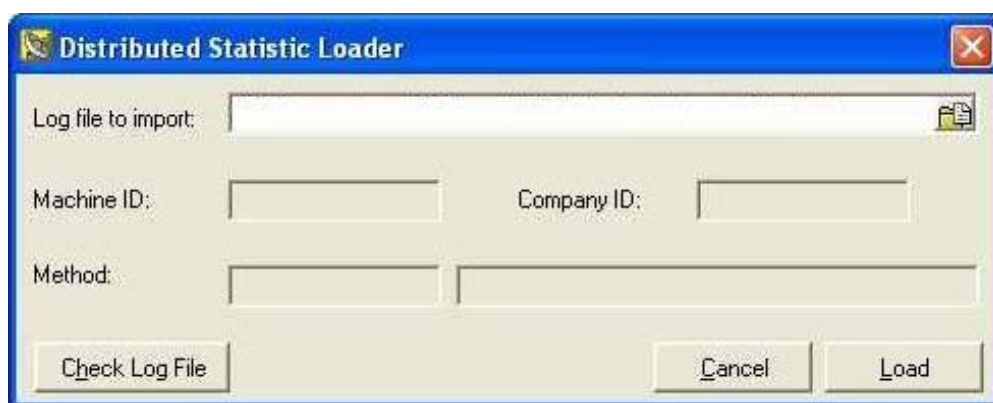 Distributed Statistic Loader
Log file to import:
Machine ID: Company ID:
Method:
Check Log File Cancel Load